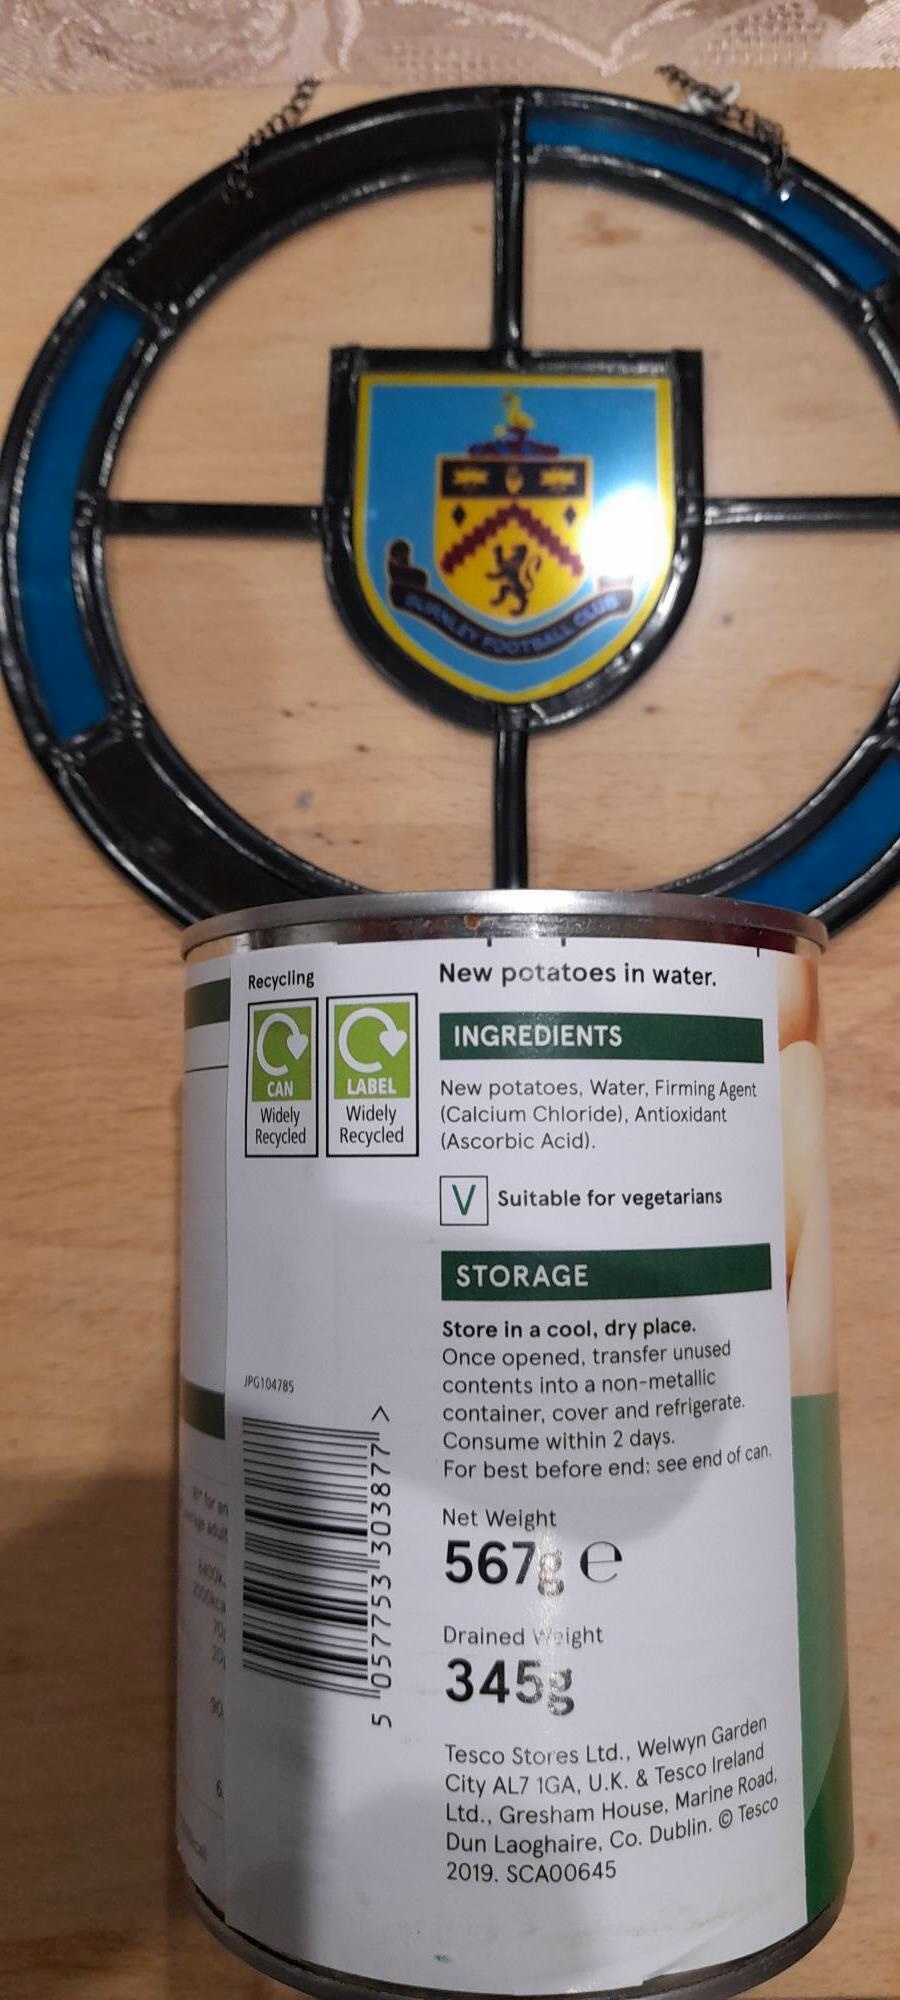 BURNLEY FOOTBALL CLUB
Recycling
CAN
Widely
Recycled
LABEL
Widely
Recycled
New potatoes in water.
INGREDIENTS
New potatoes, Water, Firming Agent
(Calcium Chloride), Antioxidant
(Ascorbic Acid).
V Suitable for vegetarians
STORAGE
Store in a cool, dry place.
Once opened, transfer unused
contents into a non-metallic
container, cover and refrigerate.
Consume within 2 days.
For best before end: see end of can.
Net Weight
567g e
Drained Weight
345g
Tesco Stores Ltd., Welwyn Garden
City AL7 1GA, U.K. & Tesco Ireland
Ltd., Gresham House, Marine Road,
Dun Laoghaire, Co. Dublin. © Tesco
2019. SCA00645
JPG104785
5 057753 303877 >